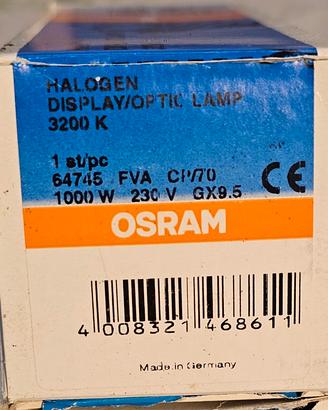 HALOGEN
DISPLAY/OPTIC LAMP
3200 K
1 st/pc
64745 FVA CP/70
1000 W 230 V GX9.5
CE
OSRAM
4 008321 468611
Made in Germany